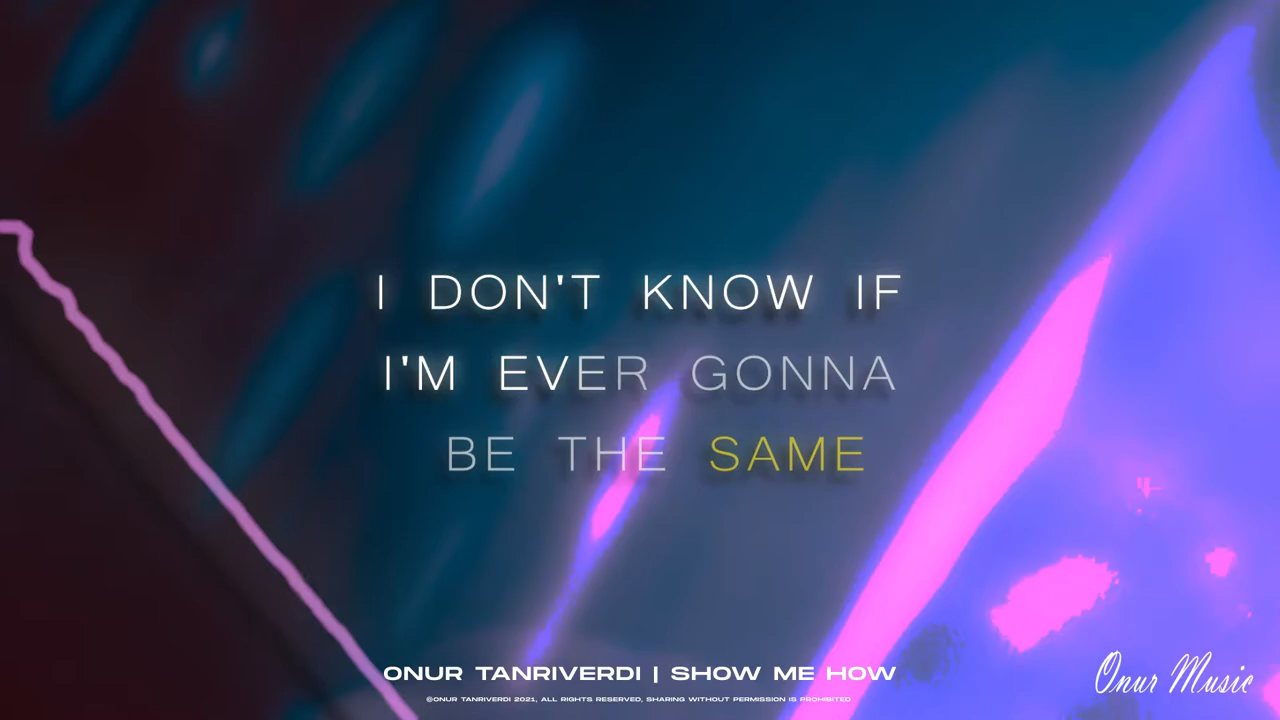 I DON'T KNOW IF
I'M EVER GONNA
BE THE SAME
ONUR TANRIVERDI | SHOW ME HOW
©ONUR TANRIVERDI 2021, ALL RIGHTS RESERVED, SHARING WITHOUT PERMISSION IS PROHIBITED
Onur Music